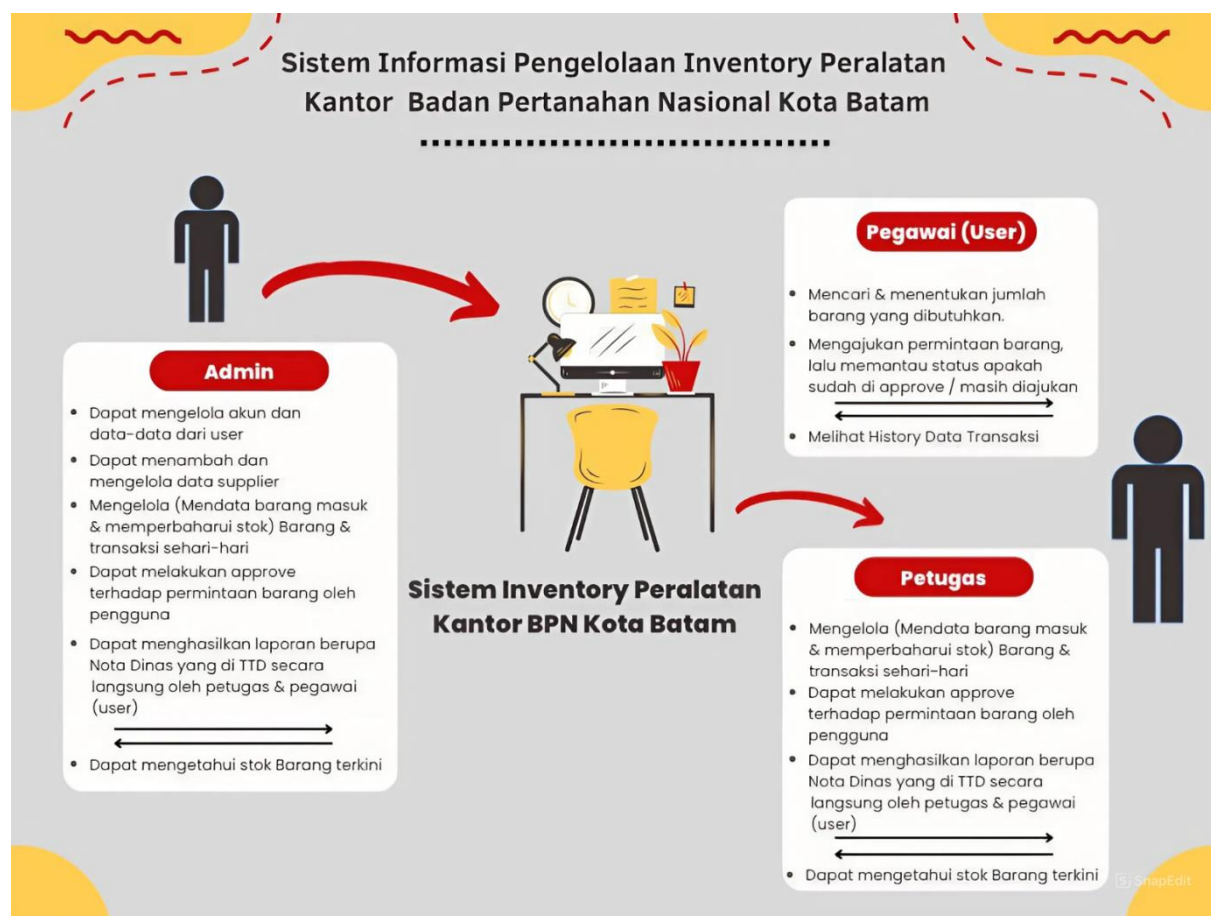 Sistem Informasi Pengelolaan Inventory Peralatan
Kantor Badan Pertanahan Nasional Kota Batam
Admin
• Dapat mengelola akun dan
data-data dari user
• Dapat menambah dan
mengelola data supplier
• Mengelola (Mendata barang masuk
& memperbaharui stok) Barang &
transaksi sehari-hari
• Dapat melakukan approve
terhadap permintaan barang oleh
pengguna
• Dapat menghasilkan laporan berupa
Nota Dinas yang di TTD secara
langsung oleh petugas & pegawai
(user)
• Dapat mengetahui stok Barang terkini
Sistem Inventory Peralatan
Kantor BPN Kota Batam
Pegawai (User)
• Mencari & menentukan jumlah
barang yang dibutuhkan.
• Mengajukan permintaan barang,
lalu memantau status apakah
sudah di approve / masih diajukan
• Melihat History Data Transaksi
Petugas
• Mengelola (Mendata barang masuk
& memperbaharui stok) Barang &
transaksi sehari-hari
• Dapat melakukan approve
terhadap permintaan barang oleh
pengguna
• Dapat menghasilkan laporan berupa
Nota Dinas yang di TTD secara
langsung oleh petugas & pegawai
(user)
• Dapat mengetahui stok Barang terkini
SnapEdit